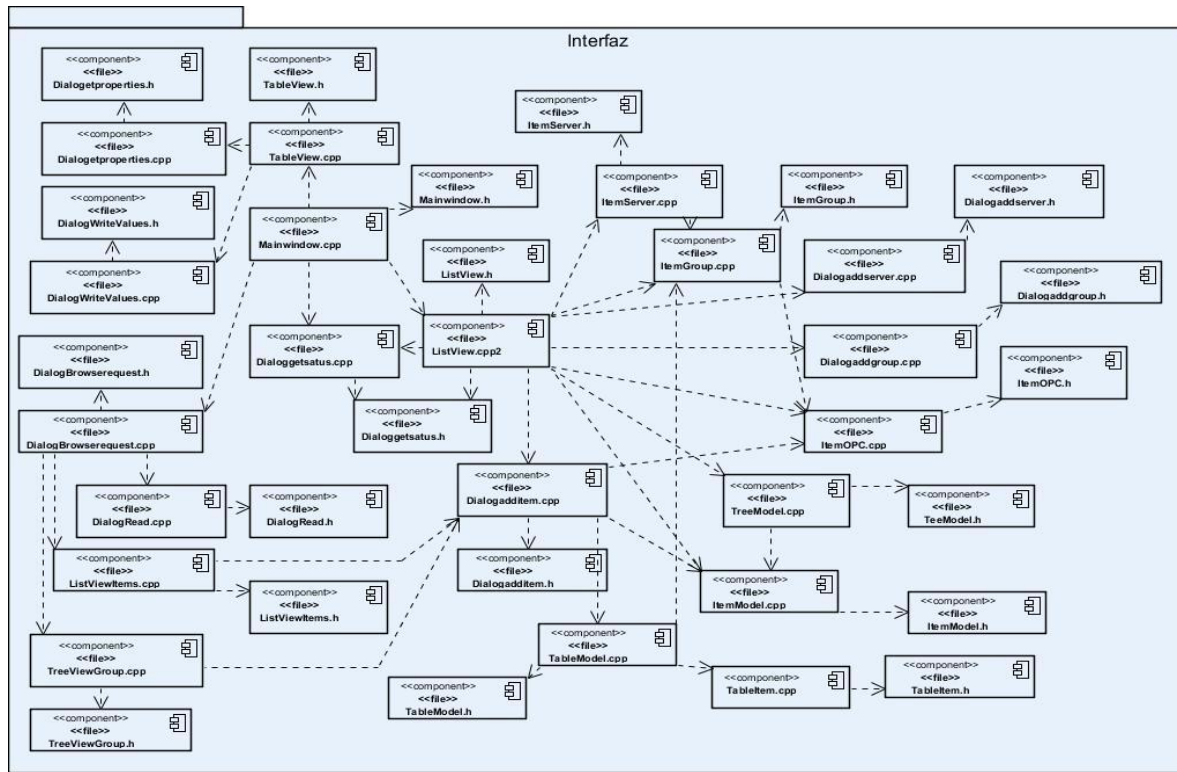 Interfaz
<<component>>
<<file>>
Dialogetproperties.h
<<component>>
<<file>>
TableView.h
<<component>>
<<file>>
ItemServer.h
<<component>>
<<file>>
Dialogetproperties.cpp
<<component>>
<<file>>
TableView.cpp
<<component>>
<<file>>
Mainwindow.h
<<component>>
<<file>>
ItemServer.cpp
<<component>>
<<file>>
ItemGroup.h
<<component>>
<<file>>
Dialogaddserver.h
<<component>>
<<file>>
DialogWriteValues.h
<<component>>
<<file>>
Mainwindow.cpp
<<component>>
<<file>>
ListView.h
<<component>>
<<file>>
ItemGroup.cpp
<<component>>
<<file>>
Dialogaddserver.cpp
<<component>>
<<file>>
Dialogaddgroup.h
<<component>>
<<file>>
DialogWriteValues.cpp
<<component>>
<<file>>
DialogBrowserequest.h
<<component>>
<<file>>
Dialoggetsatus.cpp
<<component>>
<<file>>
ListView.cpp2
<<component>>
<<file>>
Dialogaddgroup.cpp
<<component>>
<<file>>
ItemOPC.h
<<component>>
<<file>>
DialogBrowserequest.cpp
<<component>>
<<file>>
Dialoggetsatus.h
<<component>>
<<file>>
ItemOPC.cpp
<<component>>
<<file>>
DialogRead.cpp
<<component>>
<<file>>
DialogRead.h
<<component>>
<<file>>
Dialogadditem.cpp
<<component>>
<<file>>
TreeModel.cpp
<<component>>
<<file>>
TeeModel.h
<<component>>
<<file>>
ListViewItems.cpp
<<component>>
<<file>>
ListViewItems.h
<<component>>
<<file>>
Dialogadditem.h
<<component>>
<<file>>
ItemModel.cpp
<<component>>
<<file>>
ItemModel.h
<<component>>
<<file>>
TreeViewGroup.cpp
<<component>>
<<file>>
TableModel.cpp
<<component>>
<<file>>
TableModel.h
<<component>>
<<file>>
TableItem.cpp
<<component>>
<<file>>
TableItem.h
<<component>>
<<file>>
TreeViewGroup.h